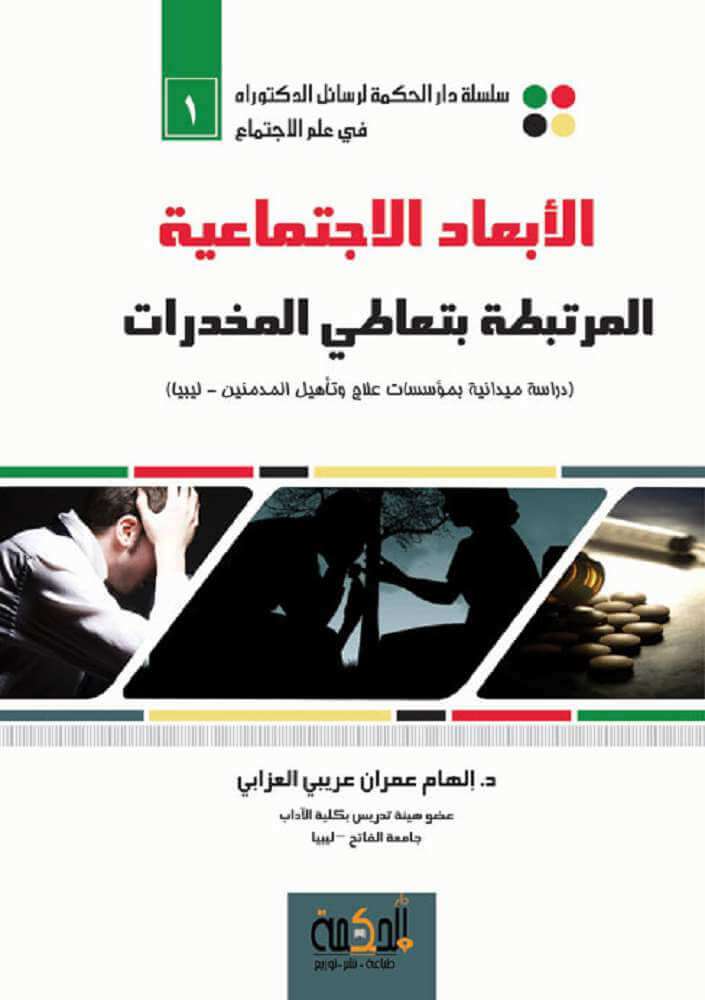 سلسلة دار الحكمة لرسائل الدكتوراه
في علم الاجتماع
١
الأبعاد الاجتماعية
المرتبطة بتعاطي المخدرات
(دراسة ميدانية بمؤسسات علاج وتأهيل المدمنين - ليبيا)
د. إلهام عمران عريبي العزابي
عضو هيئة تدريس بكلية الآداب
جامعة الفاتح - ليبيا
دار
الحكمة
طباعة - نشر - توزيع